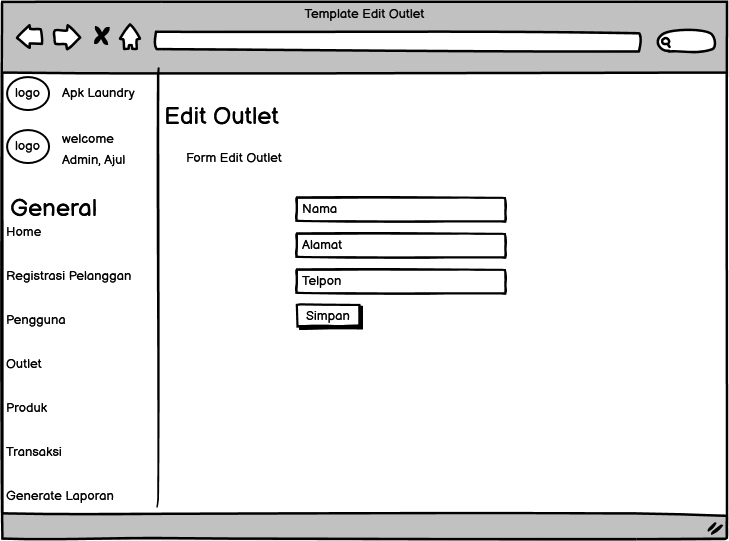 Template Edit Outlet
logo
Apk Laundry
logo
welcome
Admin, Ajul
General
Home
Registrasi Pelanggan
Pengguna
Outlet
Produk
Transaksi
Generate Laporan
Edit Outlet
Form Edit Outlet
Nama
Alamat
Telpon
Simpan